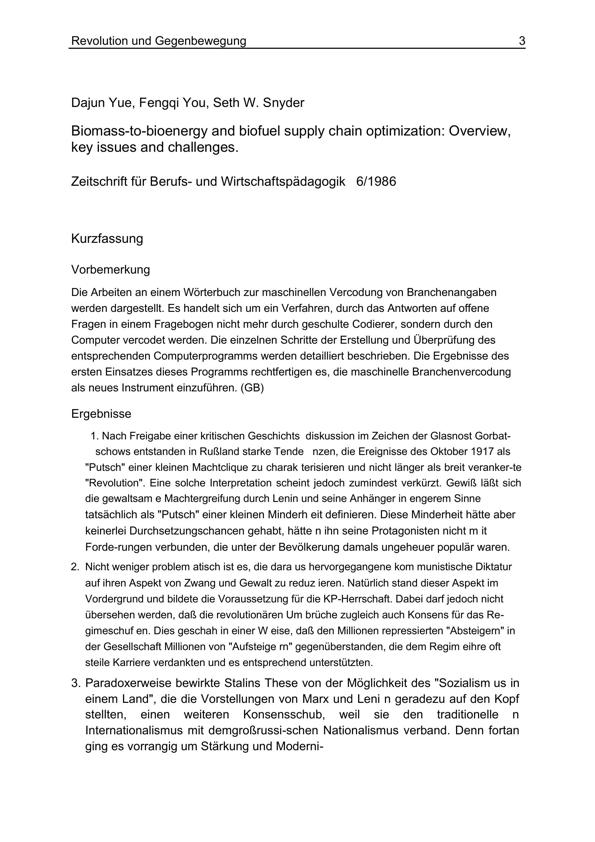 Revolution und Gegenbewegung 3
Dajun Yue, Fengqi You, Seth W. Snyder
Biomass-to-bioenergy and biofuel supply chain optimization: Overview,
key issues and challenges.
Zeitschrift für Berufs- und Wirtschaftspädagogik 6/1986
Kurzfassung
Vorbemerkung
Die Arbeiten an einem Wörterbuch zur maschinellen Vercodung von Branchenangaben
werden dargestellt. Es handelt sich um ein Verfahren, durch das Antworten auf offene
Fragen in einem Fragebogen nicht mehr durch geschulte Codierer, sondern durch den
Computer vercodet werden. Die einzelnen Schritte der Erstellung und Überprüfung des
entsprechenden Computerprogramms werden detailliert beschrieben. Die Ergebnisse des
ersten Einsatzes dieses Programms rechtfertigen es, die maschinelle Branchenvercodung
als neues Instrument einzuführen. (GB)
Ergebnisse
1. Nach Freigabe einer kritischen Geschichts diskussion im Zeichen der Glasnost Gorbat-
schows entstanden in Rußland starke Tende nzen, die Ereignisse des Oktober 1917 als
"Putsch" einer kleinen Machtclique zu charak terisieren und nicht länger als breit veranker-te
"Revolution". Eine solche Interpretation scheint jedoch zumindest verkürzt. Gewiß läßt sich
die gewaltsam e Machtergreifung durch Lenin und seine Anhänger in engerem Sinne
tatsächlich als "Putsch" einer kleinen Minderh eit definieren. Diese Minderheit hätte aber
keinerlei Durchsetzungschancen gehabt, hätte n ihn seine Protagonisten nicht m it
Forde-rungen verbunden, die unter der Bevölkerung damals ungeheuer populär waren.
2. Nicht weniger problem atisch ist es, die dara us hervorgegangene kom munistische Diktatur
auf ihren Aspekt von Zwang und Gewalt zu reduz ieren. Natürlich stand dieser Aspekt im
Vordergrund und bildete die Voraussetzung für die KP-Herrschaft. Dabei darf jedoch nicht
übersehen werden, daß die revolutionären Um brüche zugleich auch Konsens für das Re-
gimeschuf en. Dies geschah in einer W eise, daß den Millionen repressierten "Absteigern" in
der Gesellschaft Millionen von "Aufsteige rn" gegenüberstanden, die dem Regim eihre oft
steile Karriere verdankten und es entsprechend unterstützten.
3. Paradoxerweise bewirkte Stalins These von der Möglichkeit des "Sozialism us in
einem Land", die die Vorstellungen von Marx und Leni n geradezu auf den Kopf
stellten, einen weiteren Konsensschub, weil sie den traditionelle n
Internationalismus mit demgroßrussi-schen Nationalismus verband. Denn fortan
ging es vorrangig um Stärkung und Moderni-